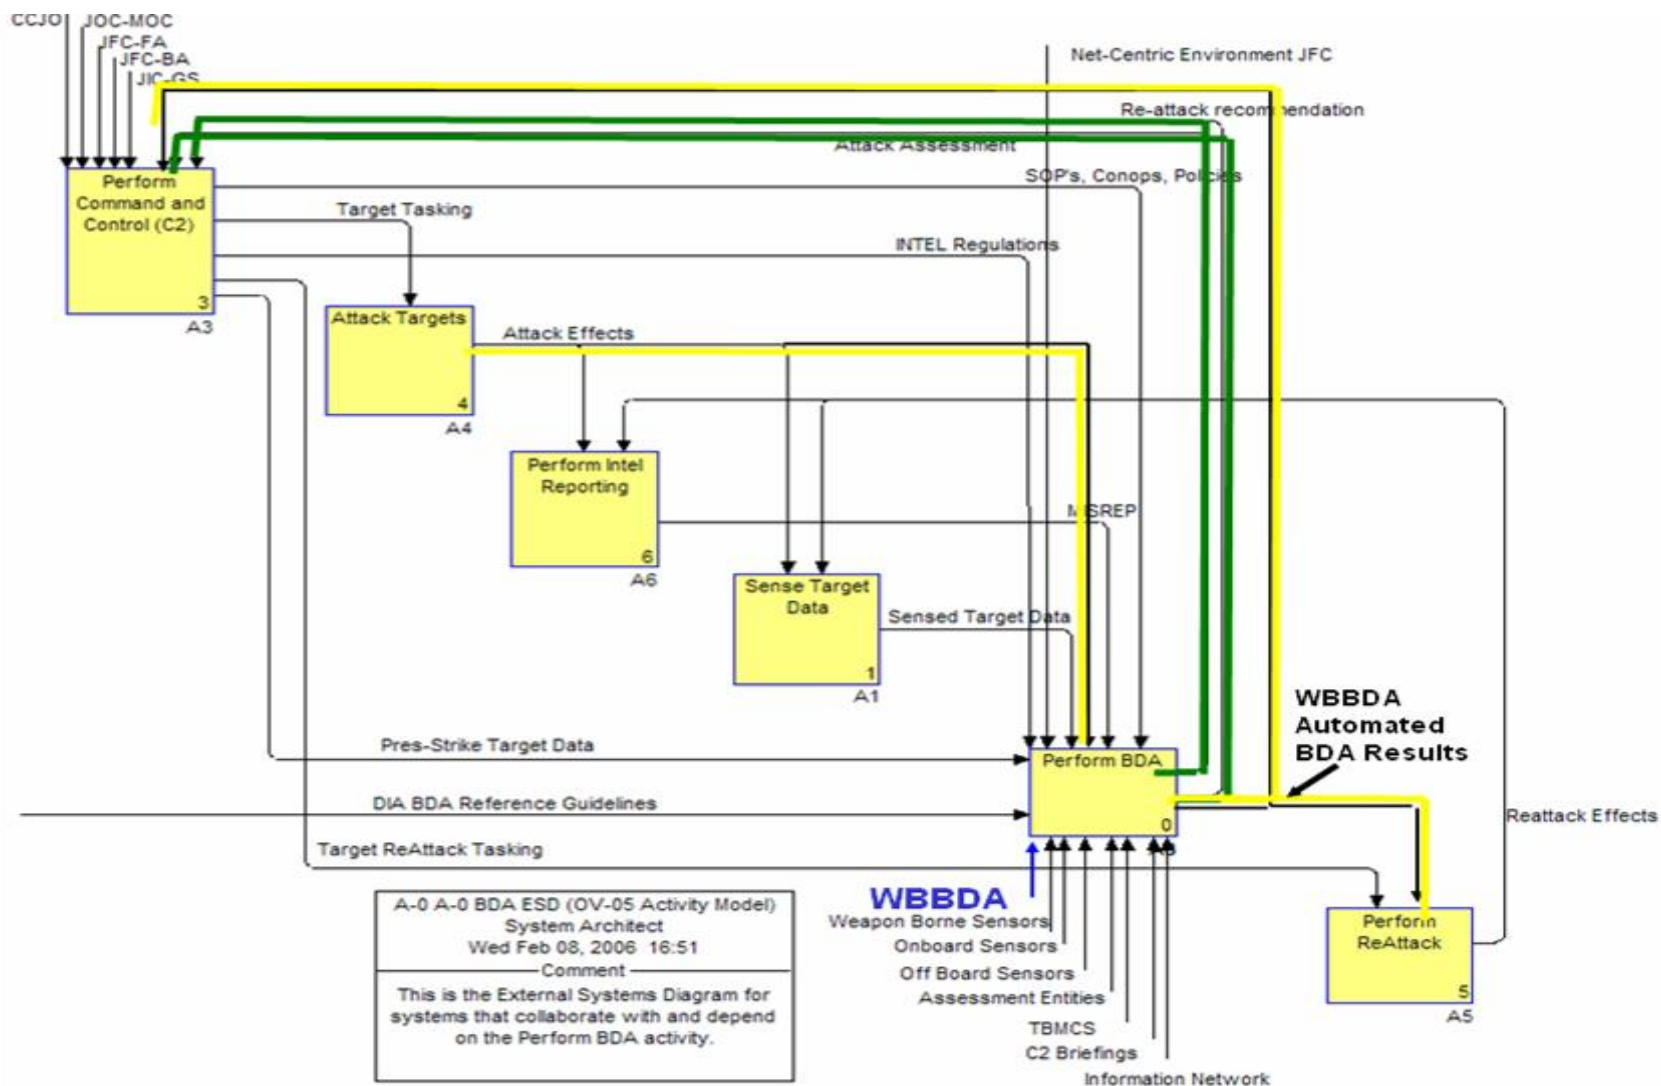 CCJO
JOC-MOC
JFC-FA
JFC-BA
JIC-GS
Net-Centric Environment JFC
Re-attack recommendation
Attack Assessment
SOP's, Conops, Policies
Perform
Command and
Control (C2)
3
A3
Target Tasking
INTEL Regulations
Attack Targets
4
A4
Attack Effects
Perform Intel
Reporting
6
A6
MISREP
Sense Target
Data
1
A1
Sensed Target Data
WBBDA
Automated
BDA Results
Pres-Strike Target Data
Perform BDA
0
DIA BDA Reference Guidelines
Reattack Effects
Target ReAttack Tasking
WBBDA
Weapon Borne Sensors
Onboard Sensors
Off Board Sensors
Assessment Entities
TBMCS
C2 Briefings
Information Network
Perform
ReAttack
5
A5
A-0 A-0 BDA ESD (OV-05 Activity Model)
System Architect
Wed Feb 08, 2006 16:51
Comment
This is the External Systems Diagram for
systems that collaborate with and depend
on the Perform BDA activity.